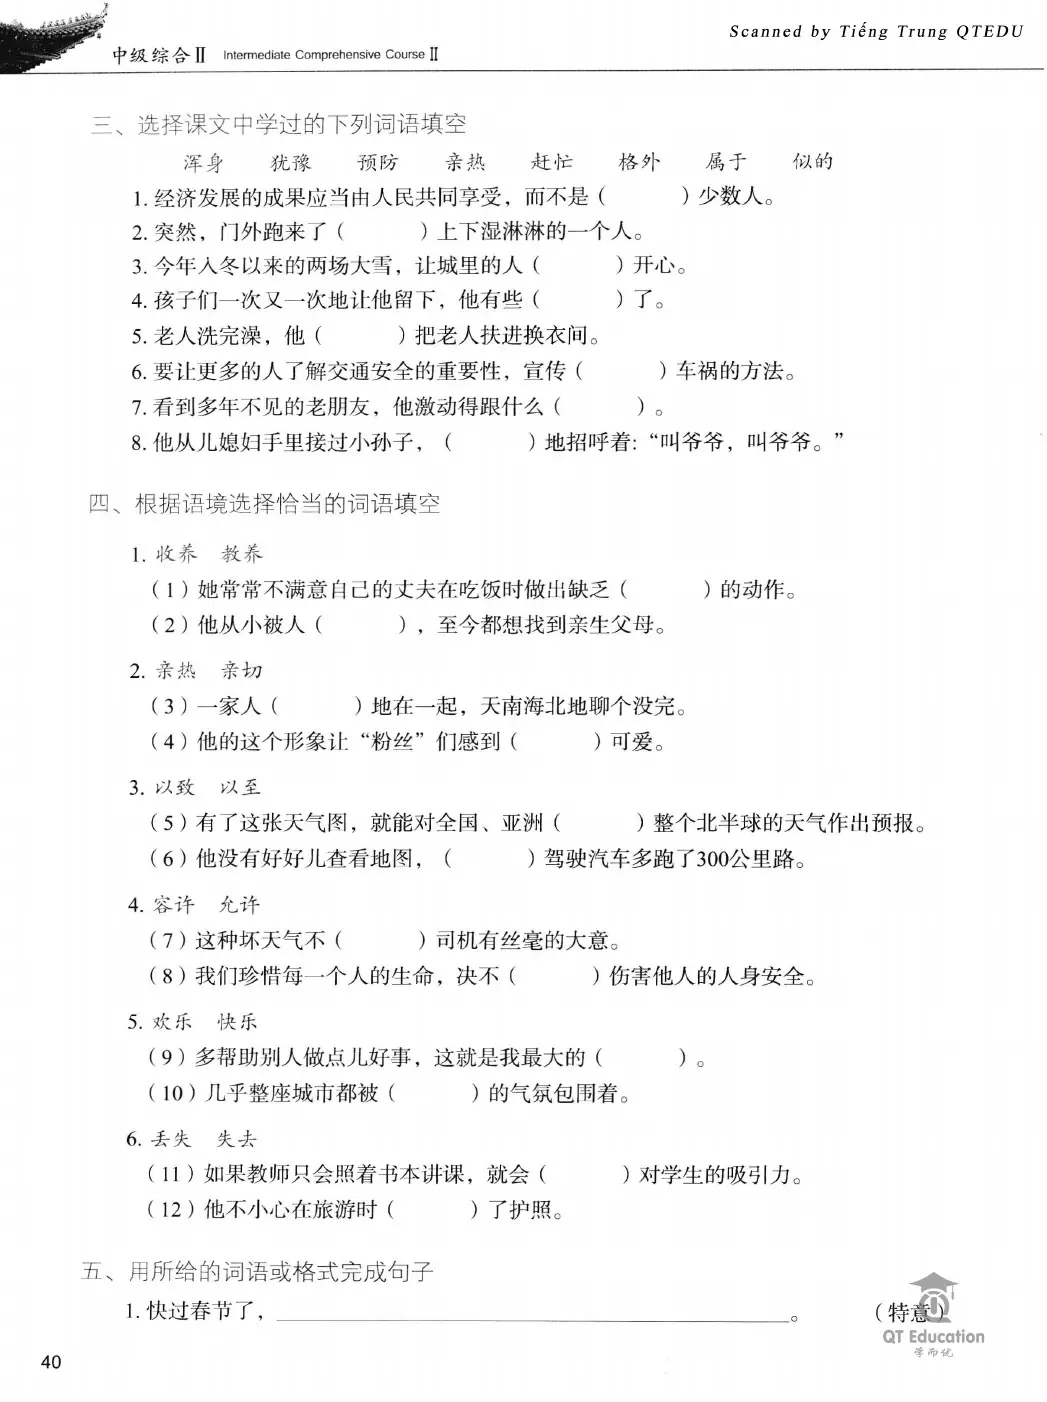 Scanned by Tiếng Trung QTEDU
中级综合Ⅱ Intermediate Comprehensive Course Ⅱ
三、选择课文中学过的下列词语填空
浑身 犹豫 预防 亲热 赶忙 格外 属于 似的
1. 经济发展的成果应当由人民共同享受，而不是（ ）少数人。
2. 突然，门外跑来了（ ）上下湿淋淋的一个人。
3. 今年入冬以来的两场大雪，让城里的人（ ）开心。
4. 孩子们一次又一次地让他留下，他有些（ ）了。
5. 老人洗完澡，他（ ）把老人扶进换衣间。
6. 要让更多的人了解交通安全的重要性，宣传（ ）车祸的方法。
7. 看到多年不见的老朋友，他激动得跟什么（ ）。
8. 他从儿媳妇手里接过小孙子，（ ）地招呼着：“叫爷爷，叫爷爷。”
四、根据语境选择恰当的词语填空
1. 收养 教养
（1）她常常不满意自己的丈夫在吃饭时做出缺乏（ ）的动作。
（2）他从小被人（ ），至今都想找到亲生父母。
2. 亲热 亲切
（3）一家人（ ）地在一起，天南海北地聊个没完。
（4）他的这个形象让“粉丝”们感到（ ）可爱。
3. 以致 以至
（5）有了这张天气图，就能对全国、亚洲（ ）整个北半球的天气作出预报。
（6）他没有好好儿查看地图，（ ）驾驶汽车多跑了300公里路。
4. 容许 允许
（7）这种坏天气不（ ）司机有丝毫的大意。
（8）我们珍惜每一个人的生命，决不（ ）伤害他人的人身安全。
5. 欢乐 快乐
（9）多帮助别人做点儿好事，这就是我最大的（ ）。
（10）几乎整座城市都被（ ）的气氛包围着。
6. 丢失 失去
（11）如果教师只会照着书本讲课，就会（ ）对学生的吸引力。
（12）他不小心在旅游时（ ）了护照。
五、用所给的词语或格式完成句子
1. 快过春节了，______。 （特意）
QT Education
学而优
40